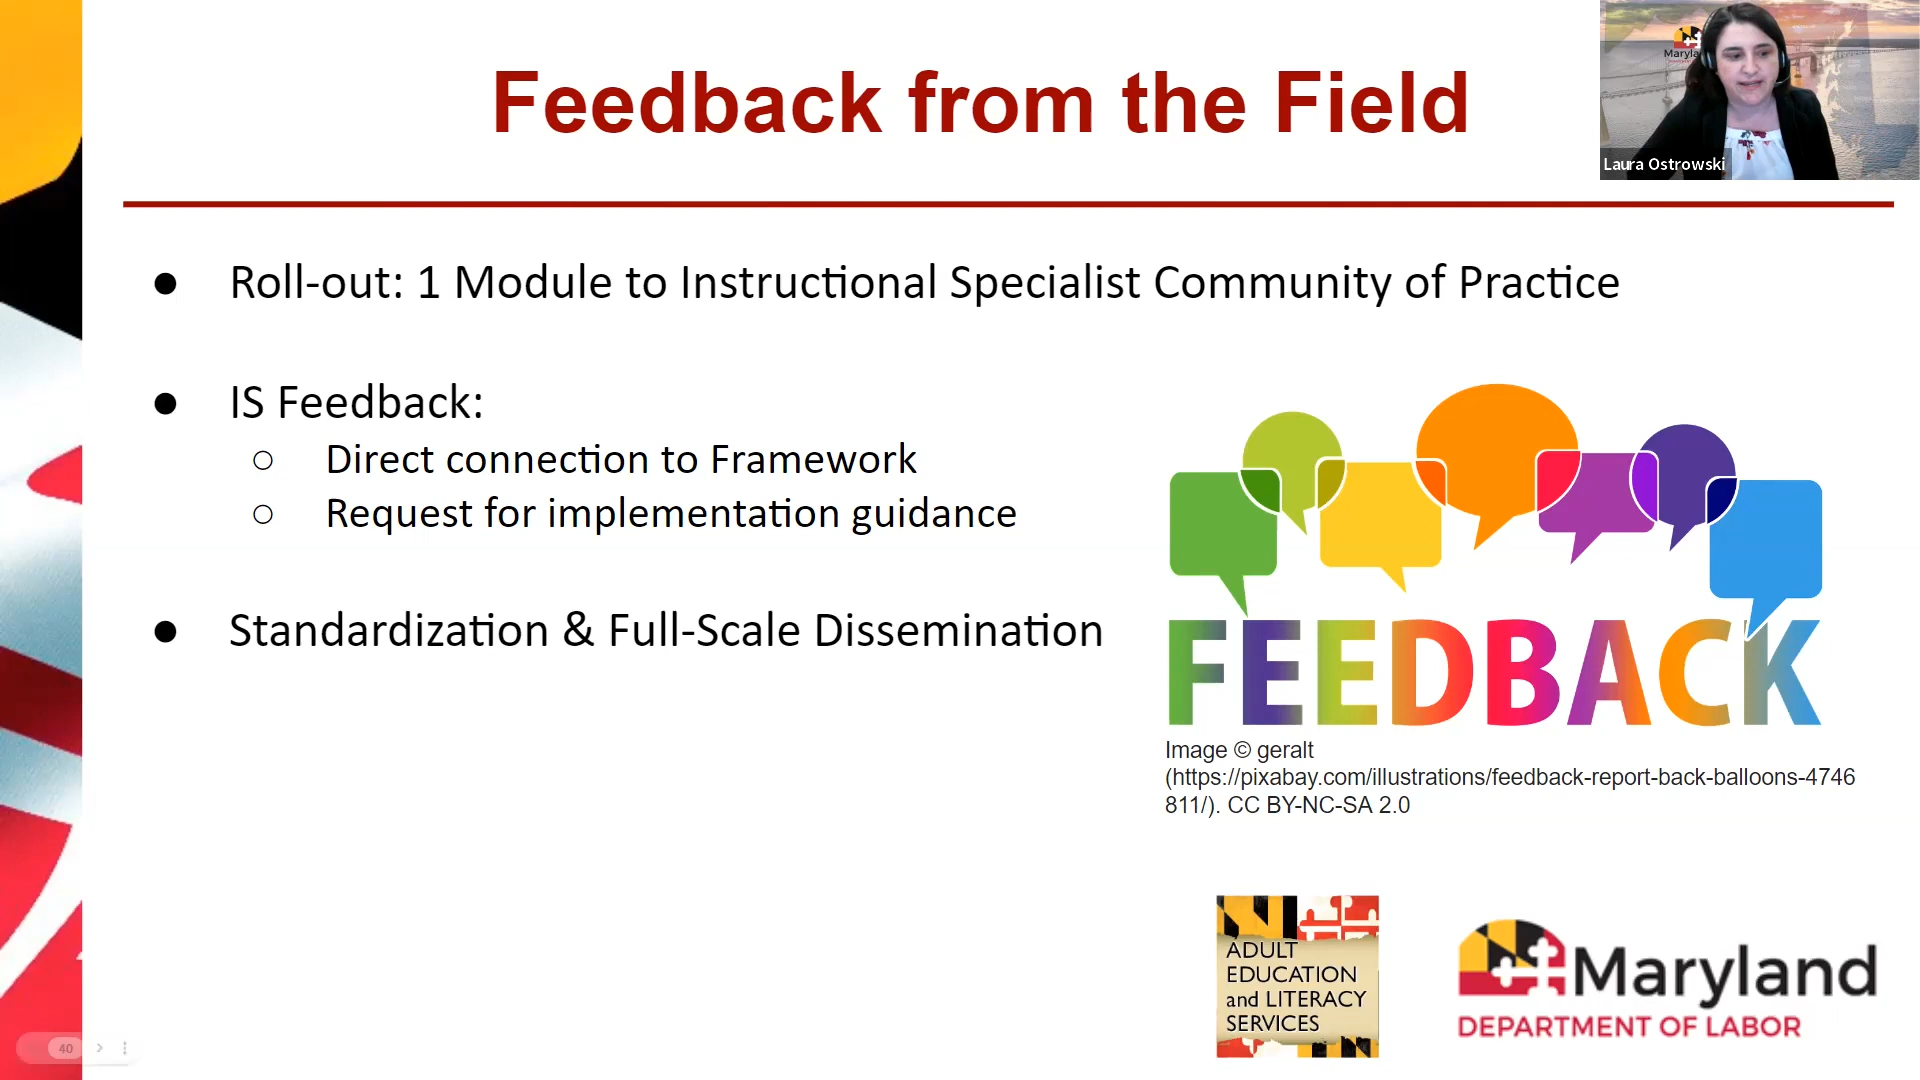 Feedback from the Field
Maryla
Laura Ostrowski
● Roll-out: 1 Module to Instructional Specialist Community of Practice
● IS Feedback:
○ Direct connection to Framework
○ Request for implementation guidance
● Standardization & Full-Scale Dissemination
FEEDBACK
Image © geralt
(https://pixabay.com/illustrations/feedback-report-back-balloons-4746
811/). CC BY-NC-SA 2.0
ADULT
EDUCATION
and LITERACY
SERVICES
Maryland
DEPARTMENT OF LABOR
40